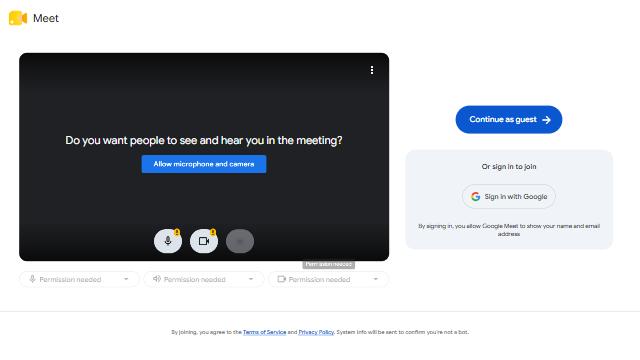 Meet
Do you want people to see and hear you in the meeting?
Allow microphone and camera
Permission needed
Permission needed
Permission needed
Permission needed
Continue as guest
Or sign in to join
Sign in with Google
By signing in, you allow Google Meet to show your name and email
address
By joining, you agree to the Terms of Service and Privacy Policy. System info will be sent to confirm you're not a bot.